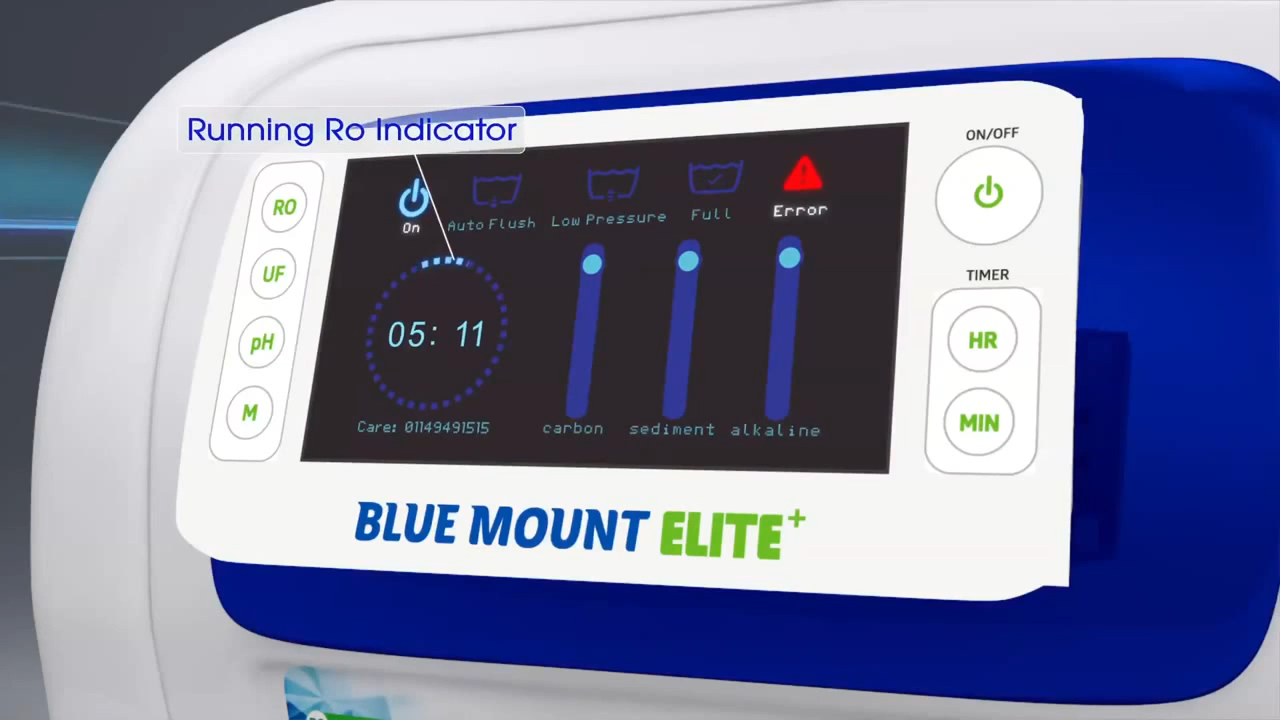 Running Ro Indicator
ON/OFF
RO
UF
pH
M
On
Auto Flush
Low Pressure
Full
Error
05: 11
Care: 01149491515
carbon
sediment
alkaline
TIMER
HR
MIN
BLUE MOUNT ELITE+